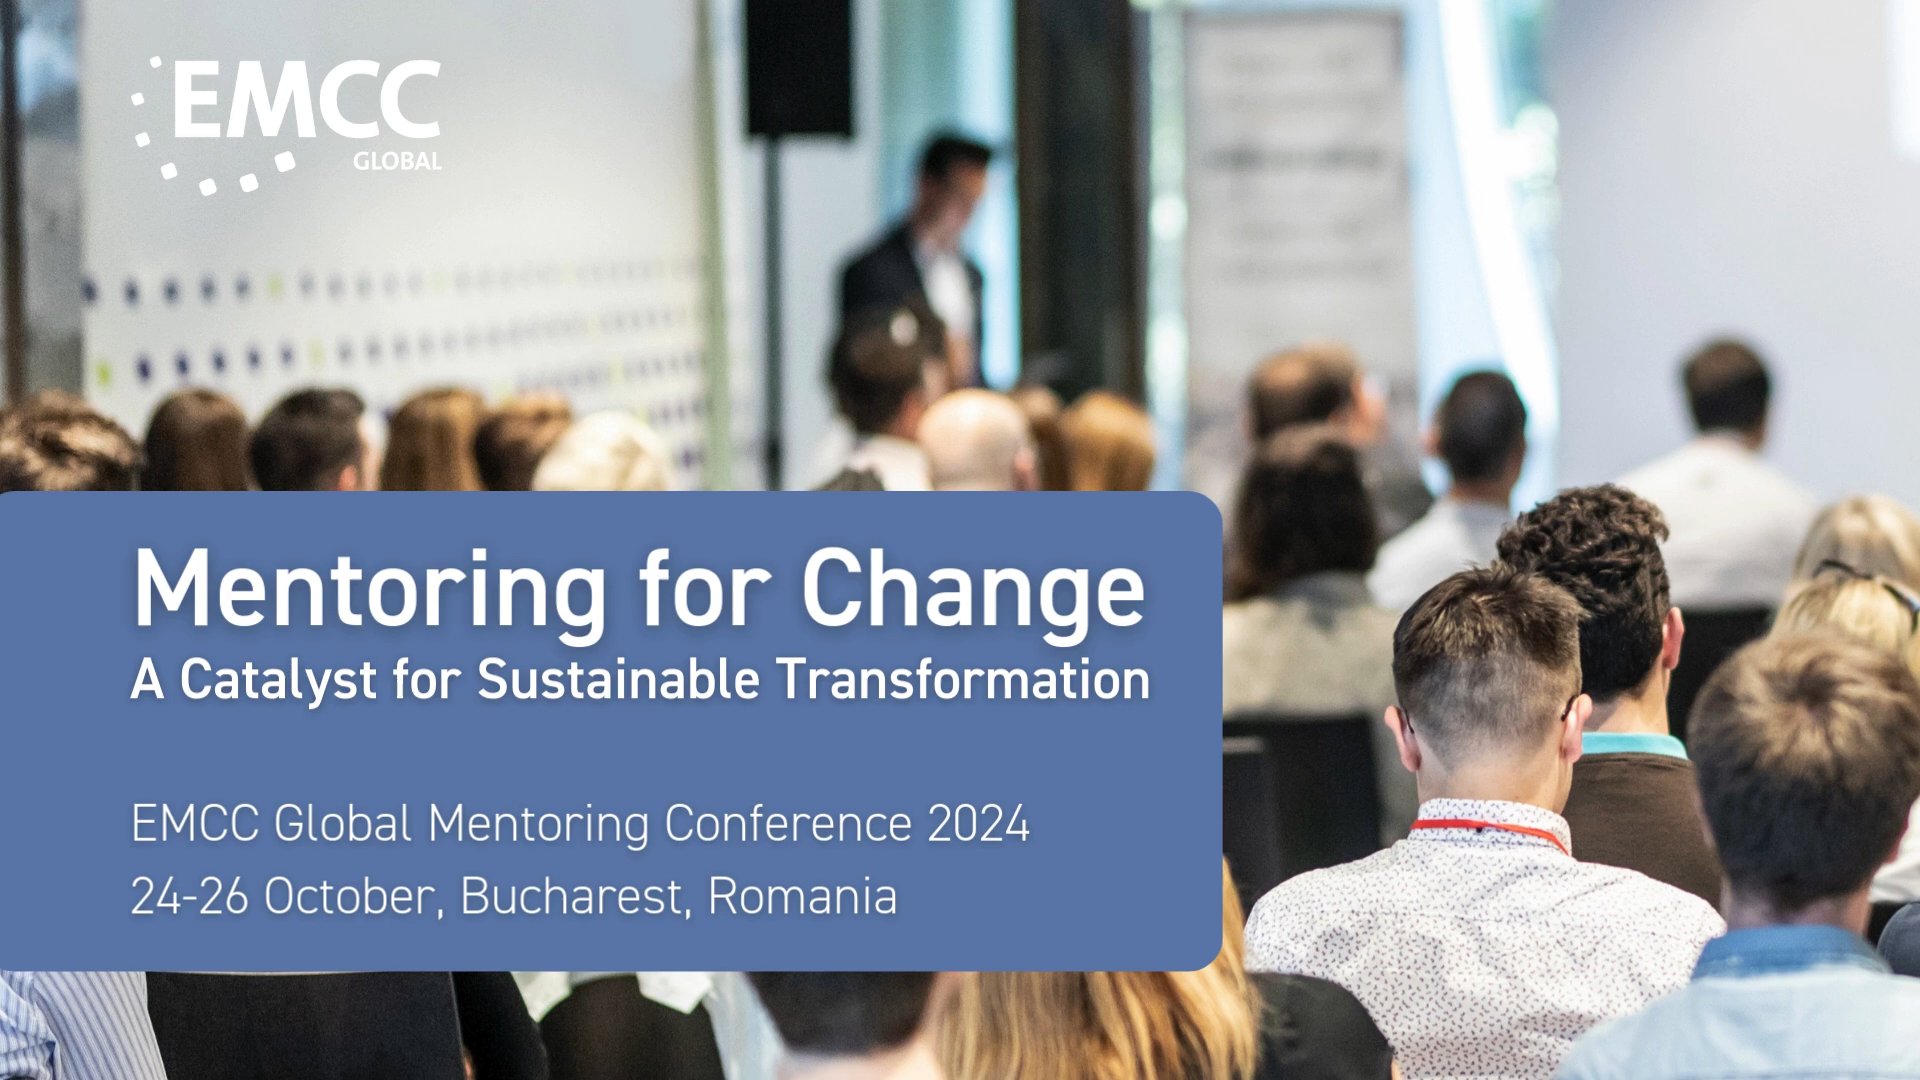 EMCC
GLOBAL
Mentoring for Change
A Catalyst for Sustainable Transformation
EMCC Global Mentoring Conference 2024
24-26 October, Bucharest, Romania